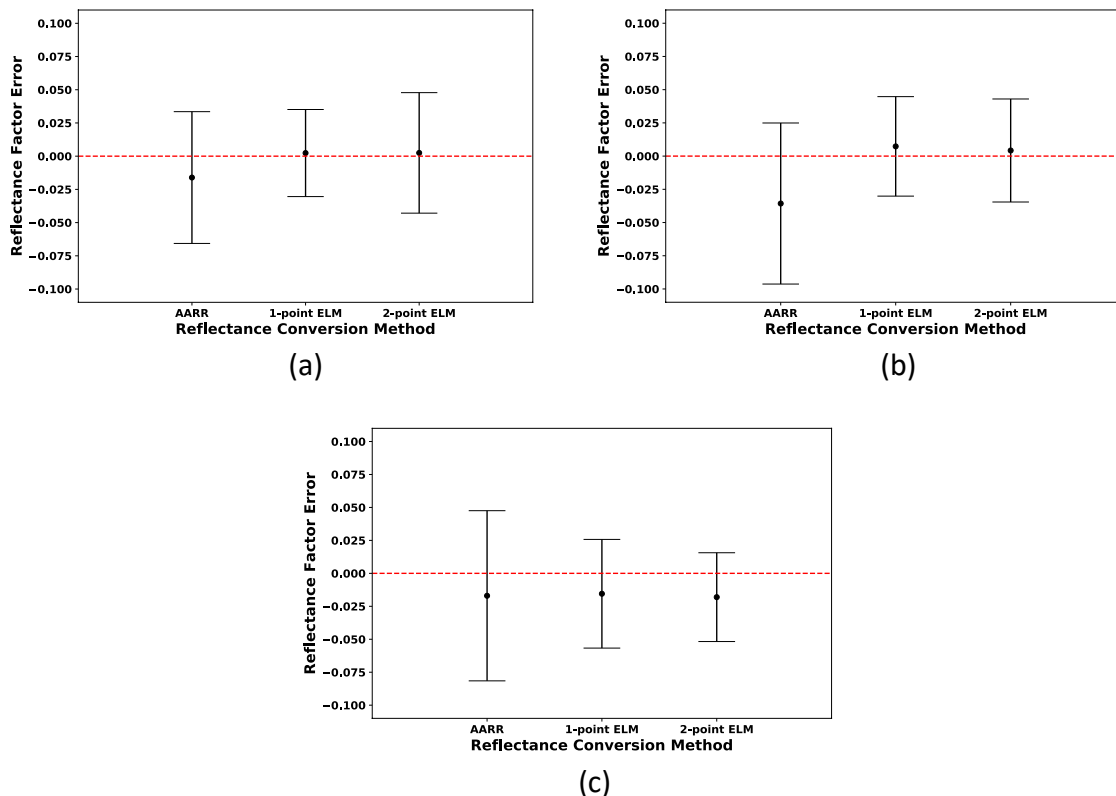 Reflectance Factor Error
0.100
0.075
0.050
0.025
0.000
−0.025
−0.050
−0.075
−0.100
AARR 1-point ELM 2-point ELM
Reflectance Conversion Method
(a)
Reflectance Factor Error
0.100
0.075
0.050
0.025
0.000
−0.025
−0.050
−0.075
−0.100
AARR 1-point ELM 2-point ELM
Reflectance Conversion Method
(b)
Reflectance Factor Error
0.100
0.075
0.050
0.025
0.000
−0.025
−0.050
−0.075
−0.100
AARR 1-point ELM 2-point ELM
Reflectance Conversion Method
(c)